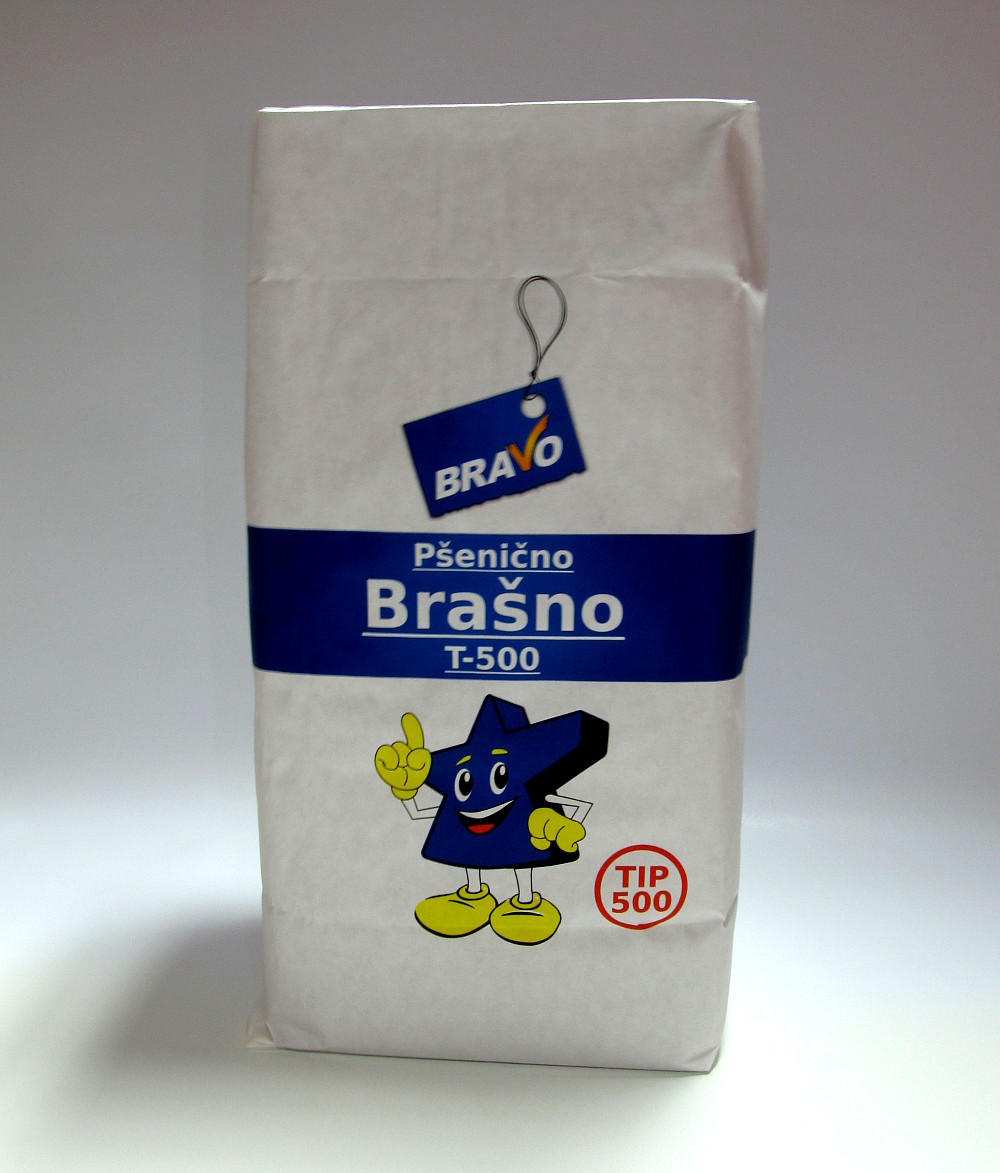 BRAVO
Pšenično
Brašno
T-500
TIP
500